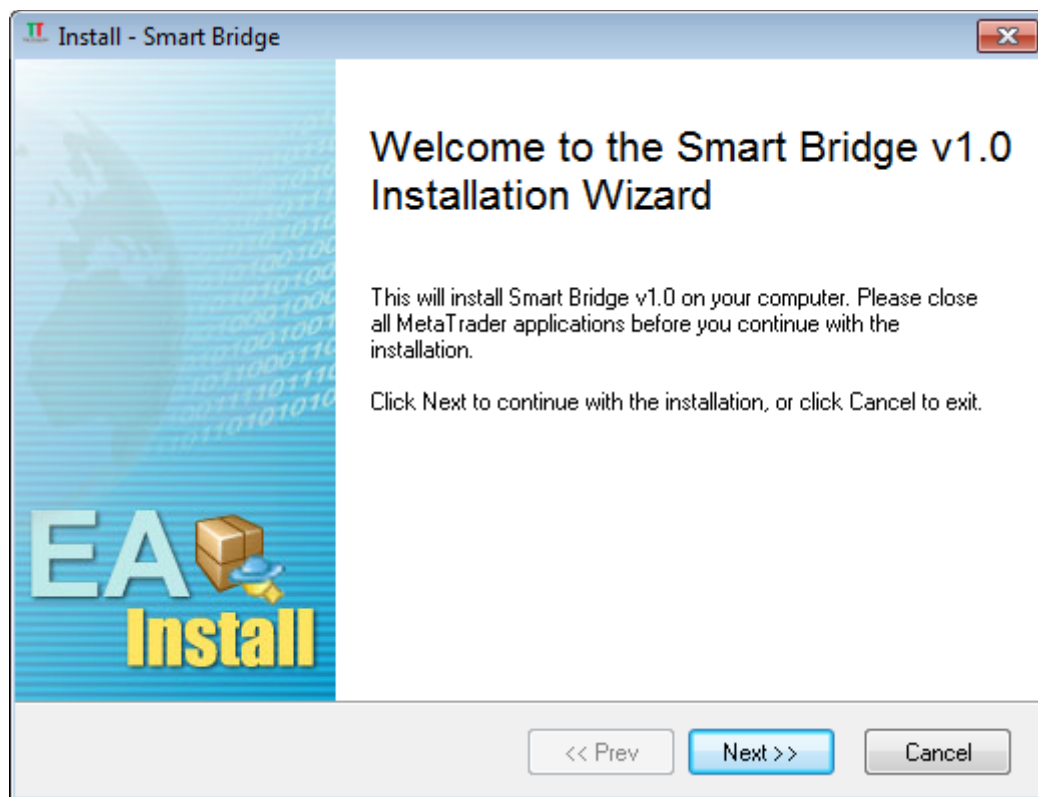 Install - Smart Bridge
Welcome to the Smart Bridge v1.0
Installation Wizard
This will install Smart Bridge v1.0 on your computer. Please close
all MetaTrader applications before you continue with the
installation.
Click Next to continue with the installation, or click Cancel to exit.
EA
Install
<< Prev
Next >>
Cancel